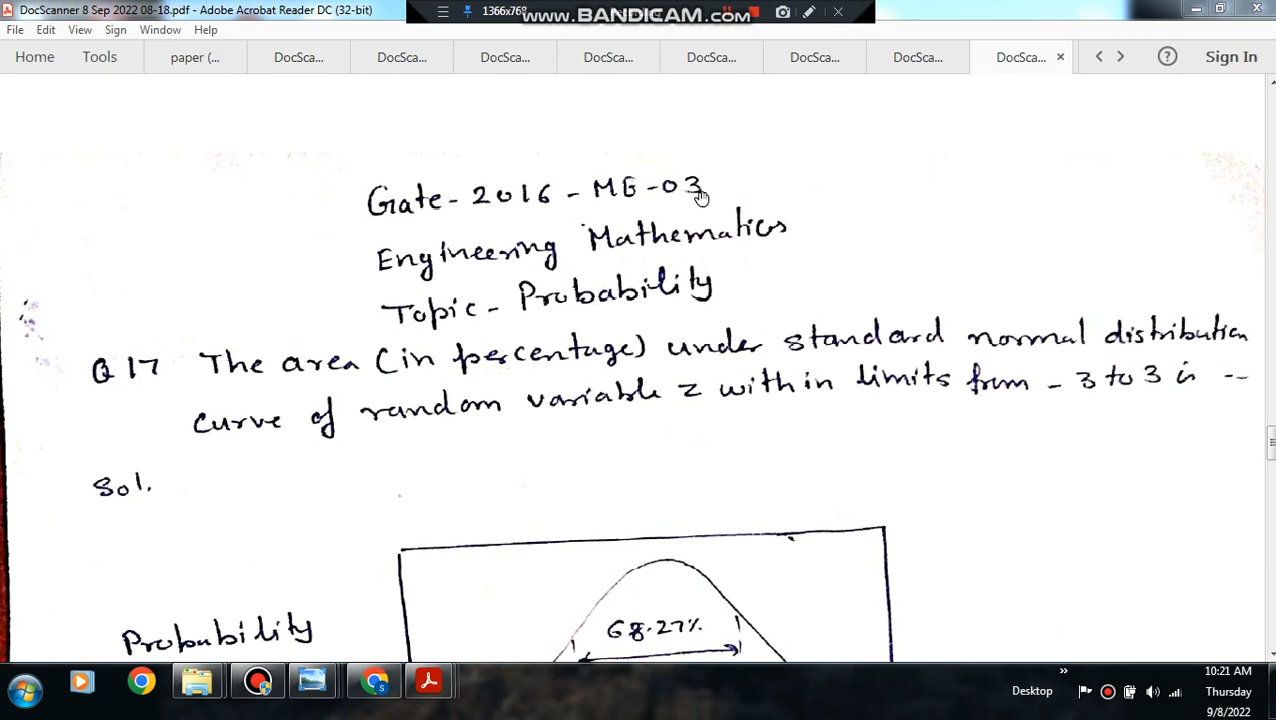 DocScanner 8 Sep 2022 08-18.pdf - Adobe Acrobat Reader DC (32-bit)
1366x768
www.BANDICAM.com
File Edit View Sign Window Help
Home Tools paper (... DocSca... DocSca... DocSca... DocSca... DocSca... DocSca... DocSca... DocSca... Sign In
Gate - 2016 - ME - 03
Engineering Mathematics
Topic - Probability
Q 17 The area (in percentage) under standard normal distribution
curve of random variable z within limits from - 3 to 3 is --
Sol.
68.27%
Probability
Desktop
10:21 AM
Thursday
9/8/2022